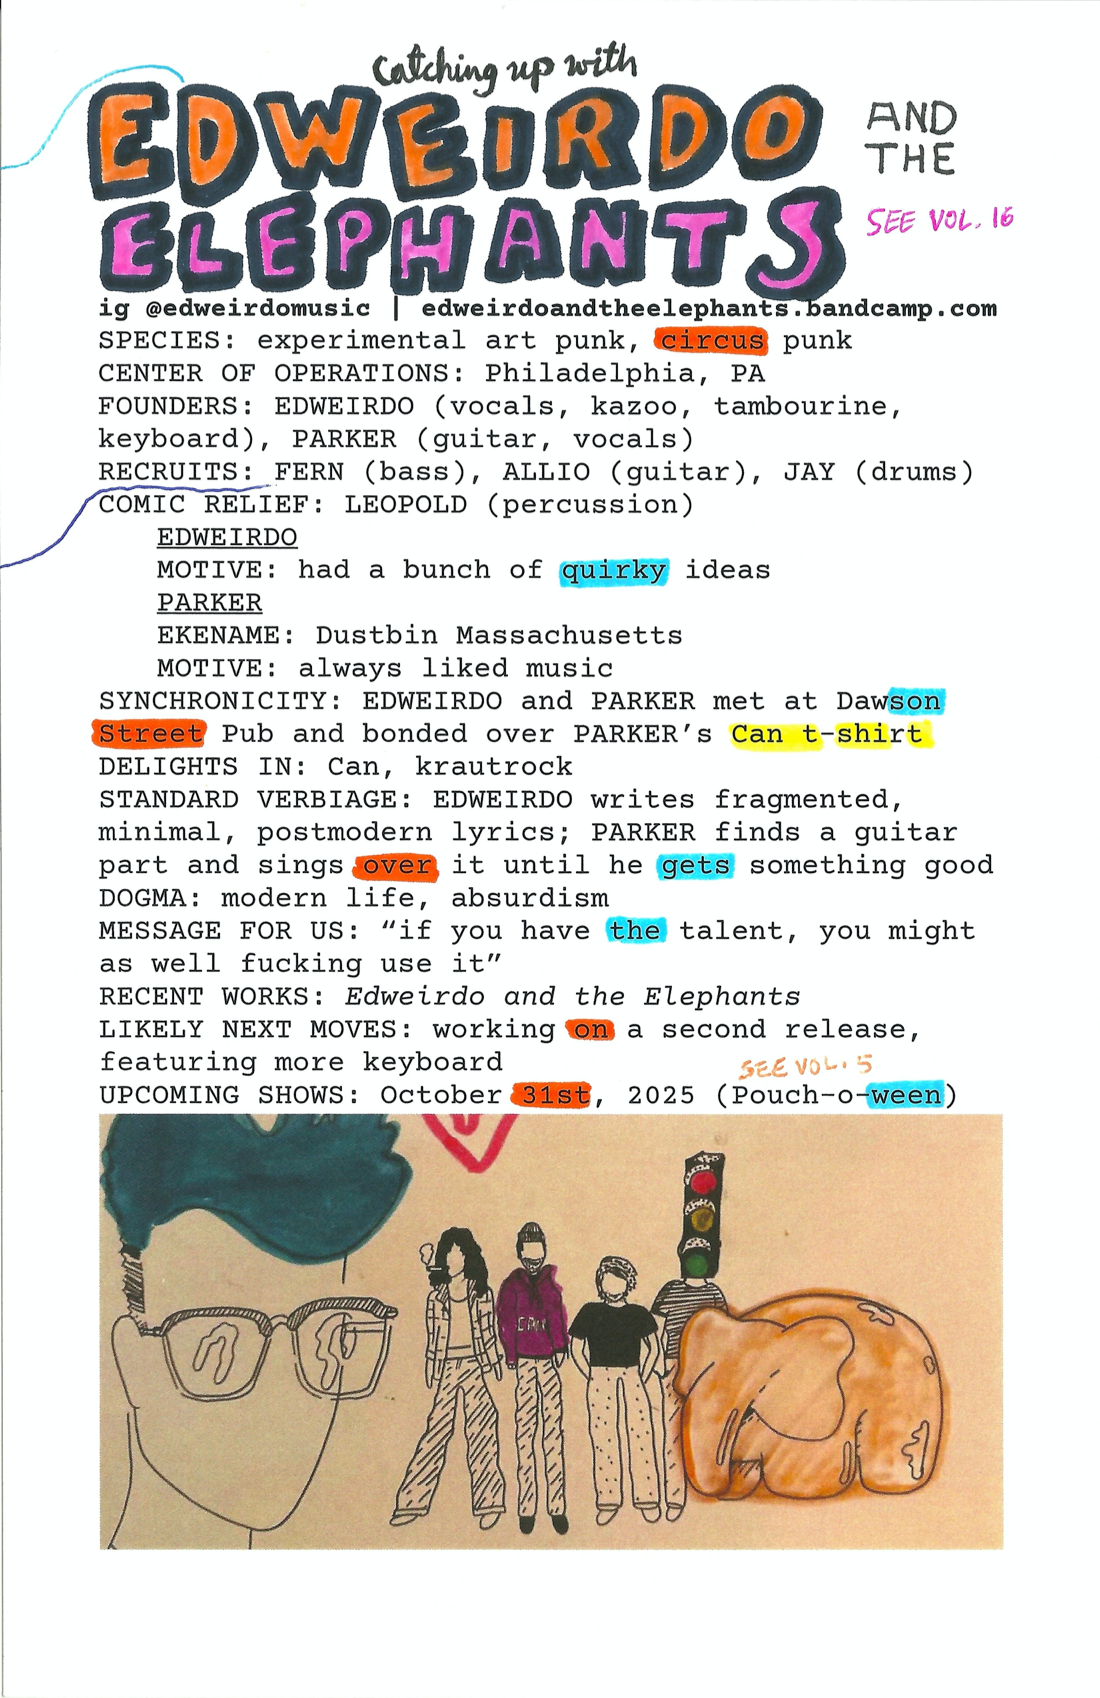 catching up with
EDWEIRDO
AND
THE
ELEPHANTS
SEE VOL. 16
ig @edweirdomusic | edweirdoandtheelephants.bandcamp.com
SPECIES: experimental art punk, circus punk
CENTER OF OPERATIONS: Philadelphia, PA
FOUNDERS: EDWEIRDO (vocals, kazoo, tambourine,
keyboard), PARKER (guitar, vocals)
RECRUITS: FERN (bass), ALLIO (guitar), JAY (drums)
COMIC RELIEF: LEOPOLD (percussion)
EDWEIRDO
MOTIVE: had a bunch of quirky ideas
PARKER
EKENAME: Dustbin Massachusetts
MOTIVE: always liked music
SYNCHRONICITY: EDWEIRDO and PARKER met at Dawson
Street Pub and bonded over PARKER’s Can t-shirt
DELIGHTS IN: Can, krautrock
STANDARD VERBIAGE: EDWEIRDO writes fragmented,
minimal, postmodern lyrics; PARKER finds a guitar
part and sings over it until he gets something good
DOGMA: modern life, absurdism
MESSAGE FOR US: “if you have the talent, you might
as well fucking use it”
RECENT WORKS: Edweirdo and the Elephants
LIKELY NEXT MOVES: working on a second release,
featuring more keyboard
SEE VOL. 5
UPCOMING SHOWS: October 31st, 2025 (Pouch-o-ween)